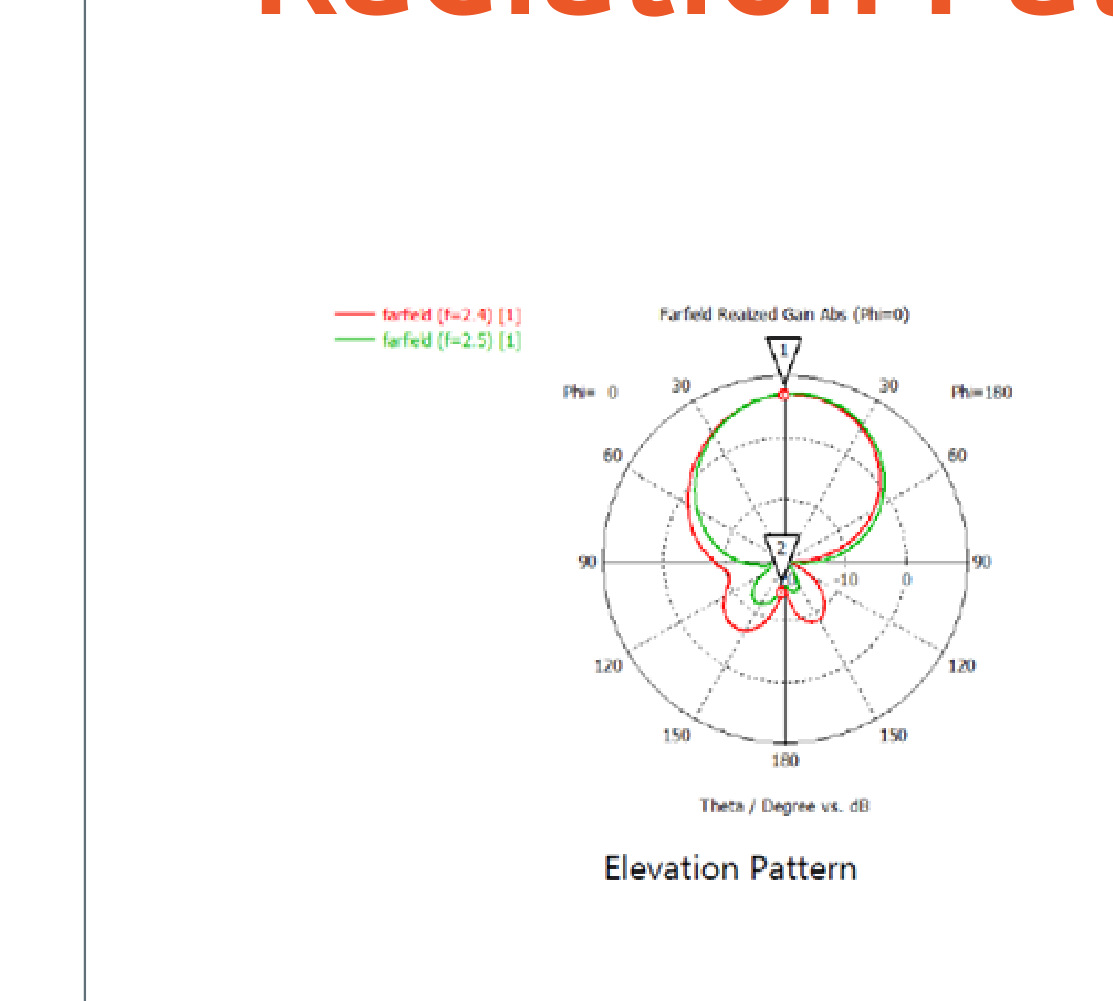 Radiation Pat
farfield (f=2.4) [1]
farfield (f=2.5) [1]
Farfield Realized Gain Abs (Phi=0)
1
Phi= 0
30
30
Phi=180
60
60
2
90
90
-10
0
120
120
150
150
180
Theta / Degree vs. dB
Elevation Pattern